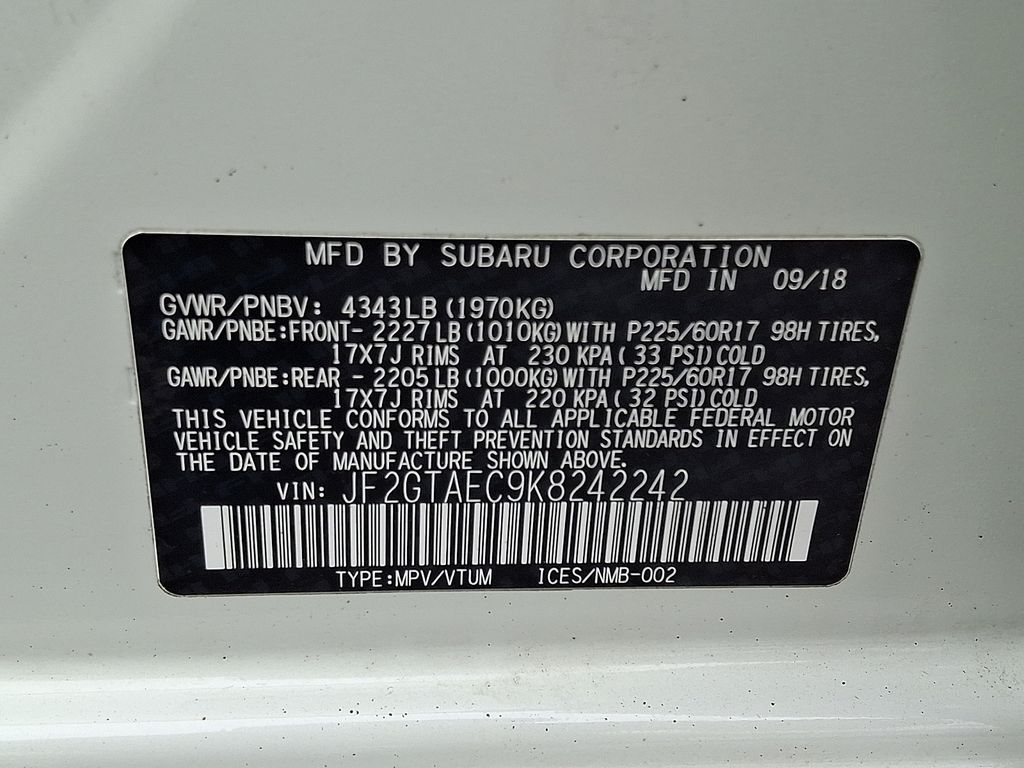 MFD BY SUBARU CORPORATION
MFD IN 09/18
GVWR/PNBV: 4343LB (1970KG)
GAWR/PNBE:FRONT- 2227LB (1010KG) WITH P225/60R17 98H TIRES,
17X7J RIMS AT 230 KPA ( 33 PSI) COLD
GAWR/PNBE:REAR - 2205LB (1000KG) WITH P225/60R17 98H TIRES,
17X7J RIMS AT 220 KPA ( 32 PSI) COLD
THIS VEHICLE CONFORMS TO ALL APPLICABLE FEDERAL MOTOR
VEHICLE SAFETY AND THEFT PREVENTION STANDARDS IN EFFECT ON
THE DATE OF MANUFACTURE SHOWN ABOVE.
VIN: JF2GTAEC9K8242242
TYPE:MPV/VTUM ICES/NMB-002